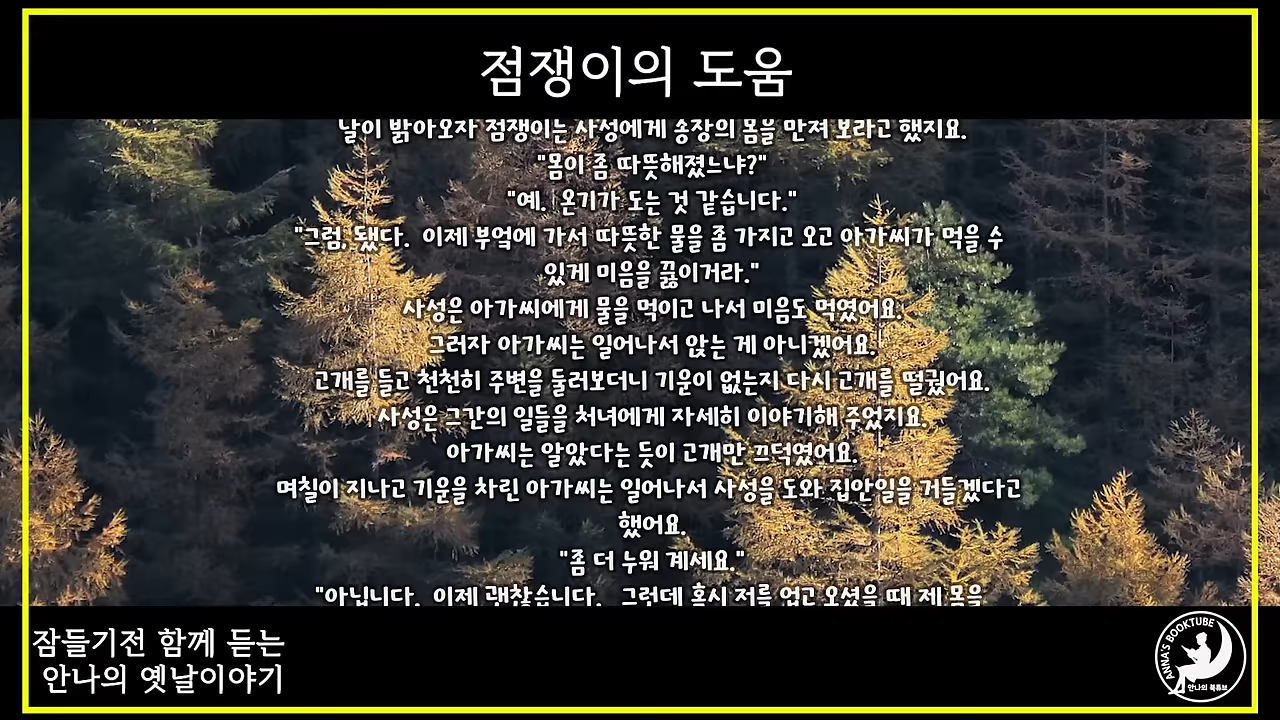 점쟁이의 도움
날이 밝아오자 점쟁이는 사성에게 송장의 몸을 만져 보라고 했지요.
"몸이 좀 따뜻해졌느냐?"
"예. 온기가 도는 것 같습니다."
"그럼, 됐다. 이제 부엌에 가서 따뜻한 물을 좀 가지고 오고 아가씨가 먹을 수
있게 미음을 끓이거라."
사성은 아가씨에게 물을 먹이고 나서 미음도 먹였어요.
그러자 아가씨는 일어나서 앉는 게 아니겠어요.
고개를 들고 천천히 주변을 둘러보더니 기운이 없는지 다시 고개를 떨궜어요.
사성은 그간의 일들을 처녀에게 자세히 이야기해 주었지요.
아가씨는 알았다는 듯이 고개만 끄덕였어요.
며칠이 지나고 기운을 차린 아가씨는 일어나서 사성을 도와 집안일을 거들겠다고
했어요.
"좀 더 누워 계세요."
"아닙니다. 이제 괜찮습니다. 그런데 혹시 저를 업고 오셨을 때 제 몸을
잠들기전 함께 듣는
안나의 옛날이야기
ANNA'S BOOKTUBE
안나의 북튜브